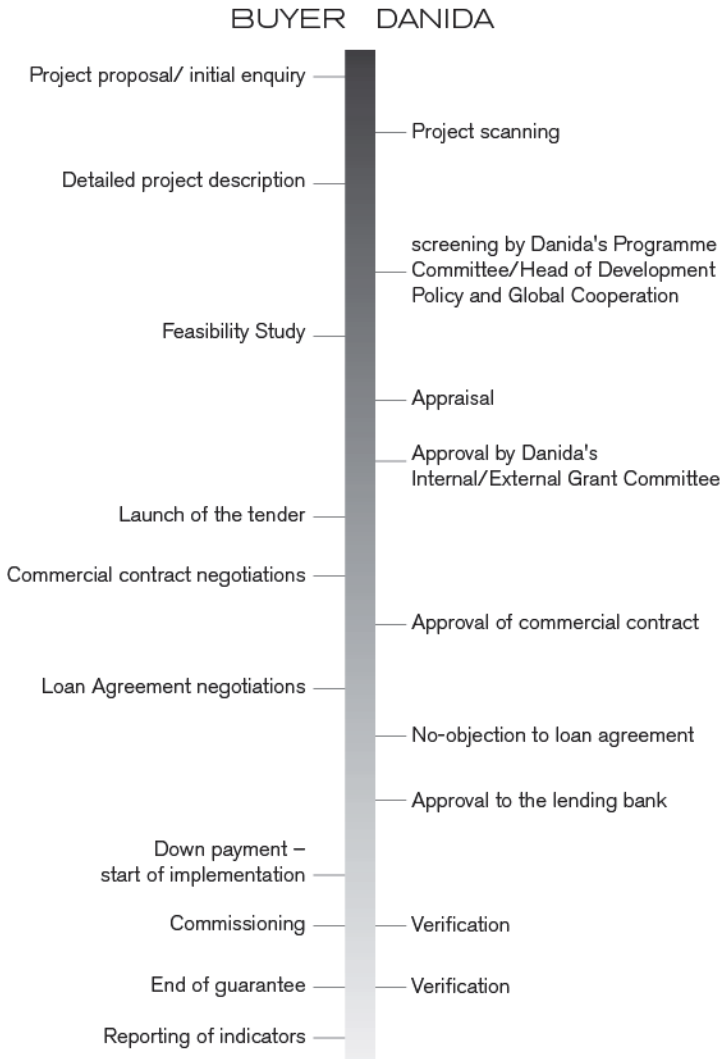 BUYER DANIDA
Project proposal/ initial enquiry
Project scanning
Detailed project description
screening by Danida's Programme
Committee/Head of Development
Policy and Global Cooperation
Feasibility Study
Appraisal
Approval by Danida's
Internal/External Grant Committee
Launch of the tender
Commercial contract negotiations
Approval of commercial contract
Loan Agreement negotiations
No-objection to loan agreement
Approval to the lending bank
Down payment –
start of implementation
Commissioning
Verification
End of guarantee
Verification
Reporting of indicators